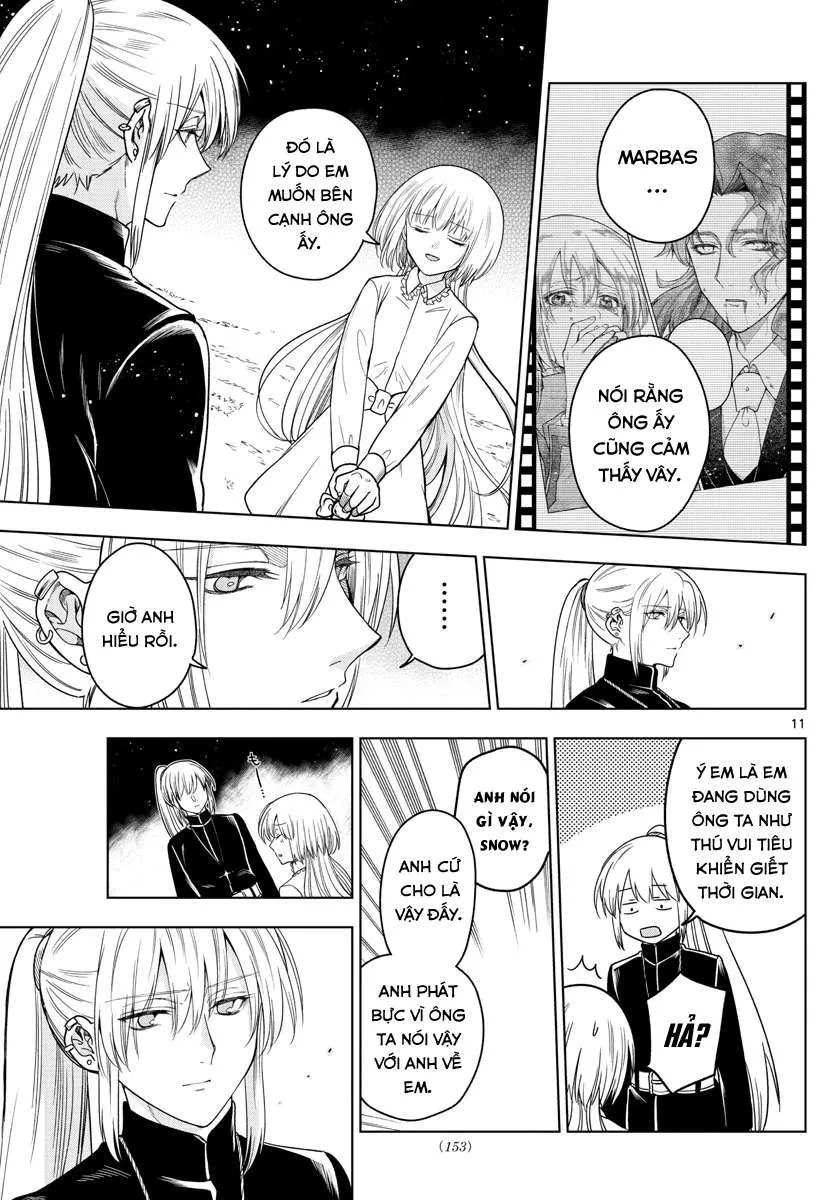 MARBAS
...
NÓI RẰNG
ÔNG ẤY
CŨNG CẢM
THẤY VÂY.
ĐÓ LÀ
LÝ DO EM
MUỐN BÊN
CẠNH ÔNG
ẤY.
......
GIỜ ANH
HIỂU RỒI.
11
Ý EM LÀ EM
ĐANG DÙNG
ÔNG TA NHƯ
THÚ VUI TIÊU
KHIỂN GIẾT
THỜI GIAN.
HẢ?
ANH NÓI
GÌ VẬY,
SNOW?
ANH CỨ
CHO LÀ
VẬY ĐẤY.
ANH PHÁT
BỰC VÌ ÔNG
TA NÓI VẬY
VỚI ANH VỀ
EM.
も…
(153)